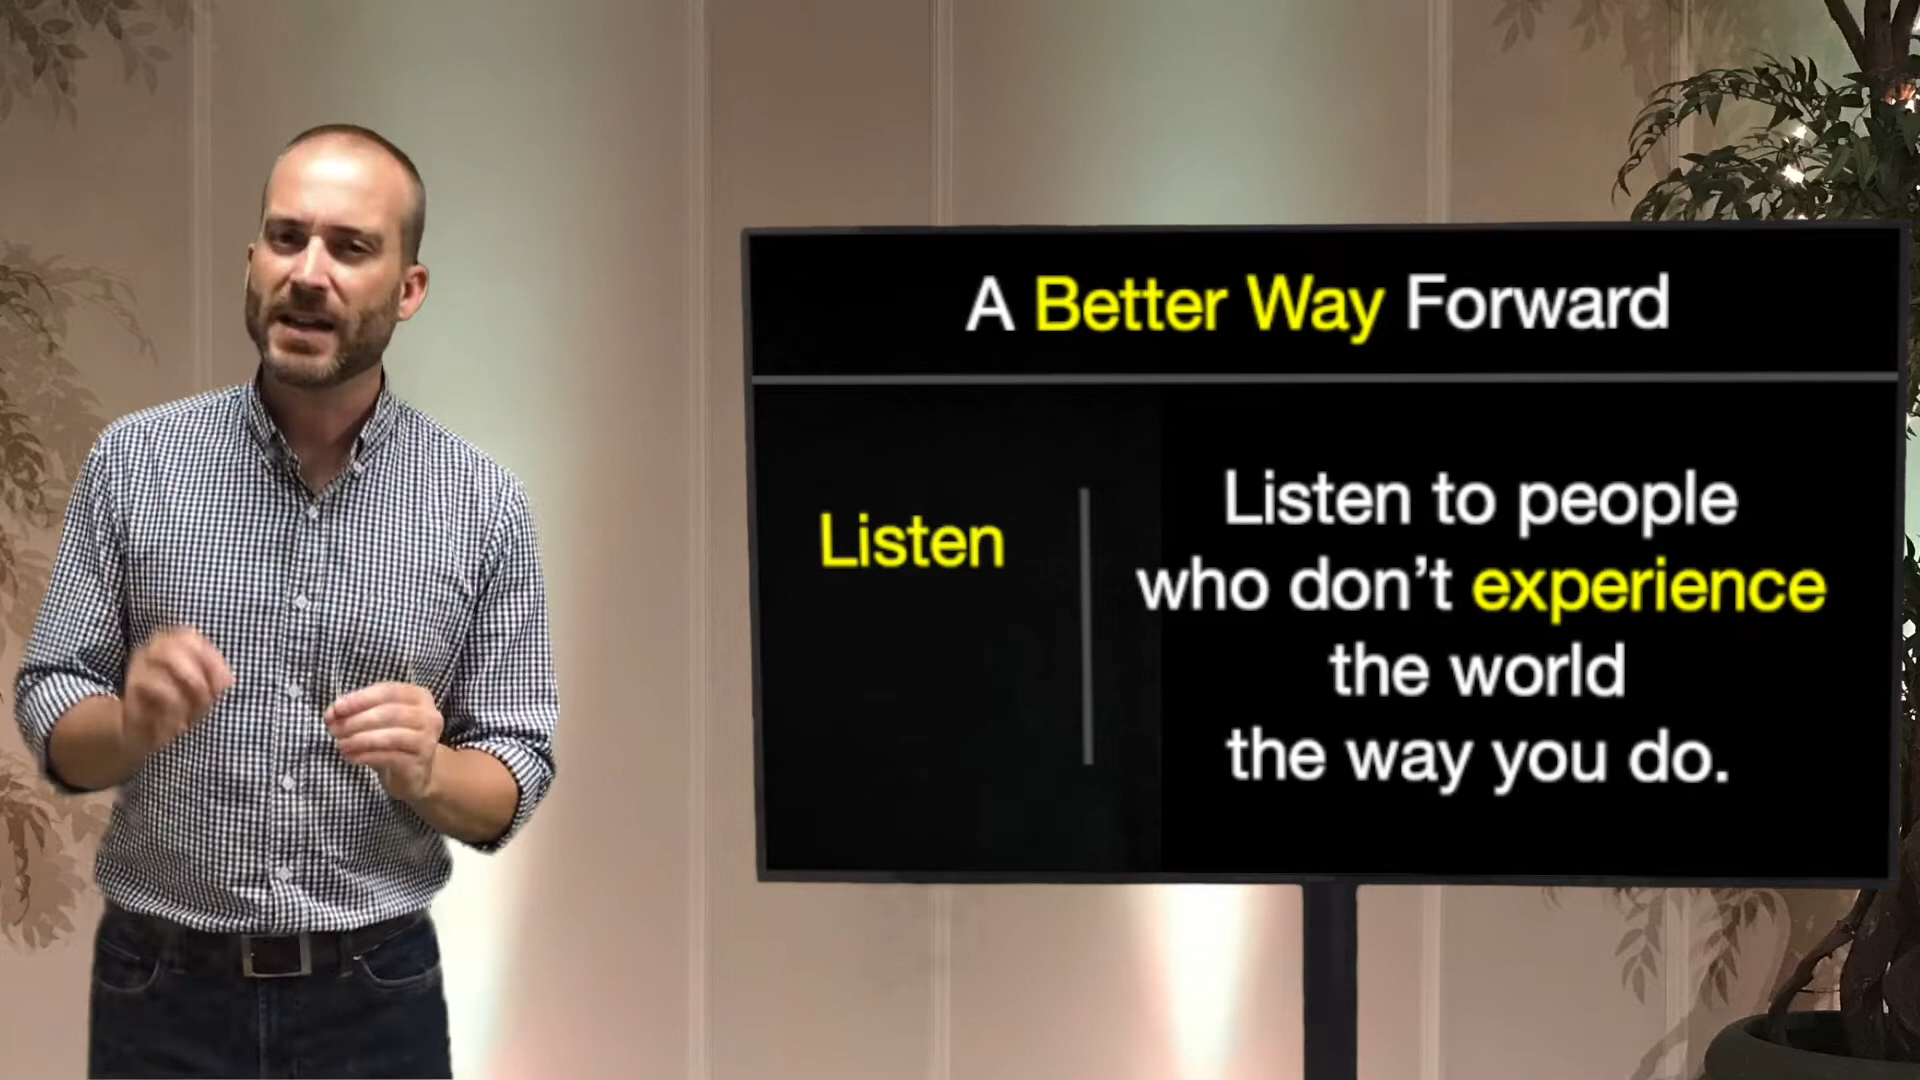 A Better Way Forward
Listen
Listen to people
who don’t experience
the world
the way you do.